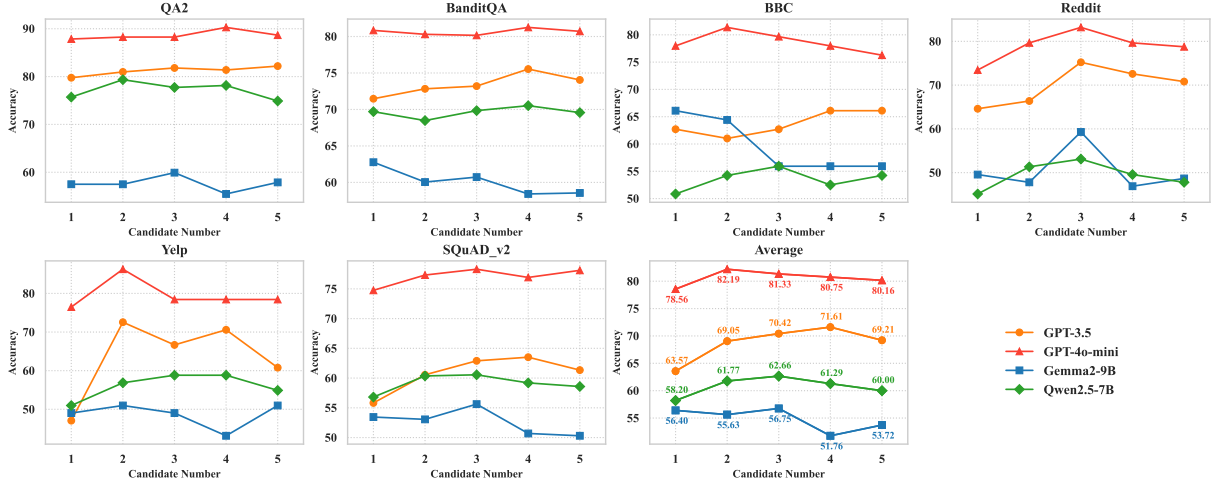 QA2
BanditQA
BBC
Reddit
90
80
70
60
Accuracy
1 2 3 4 5
Candidate Number
80
75
70
65
60
Accuracy
1 2 3 4 5
Candidate Number
80
75
70
65
60
55
50
Accuracy
1 2 3 4 5
Candidate Number
80
70
60
50
Accuracy
1 2 3 4 5
Candidate Number
Yelp
SQuAD_v2
Average
80
70
60
50
Accuracy
1 2 3 4 5
Candidate Number
75
70
65
60
55
50
Accuracy
1 2 3 4 5
Candidate Number
80
75
70
65
60
55
Accuracy
78.56 82.19 81.33 80.75 80.16
63.57 69.05 70.42 71.61 69.21
58.20 61.77 62.66 61.29 60.00
56.40 55.63 56.75 51.76 53.72
1 2 3 4 5
Candidate Number
GPT-3.5
GPT-4o-mini
Gemma2-9B
Qwen2.5-7B